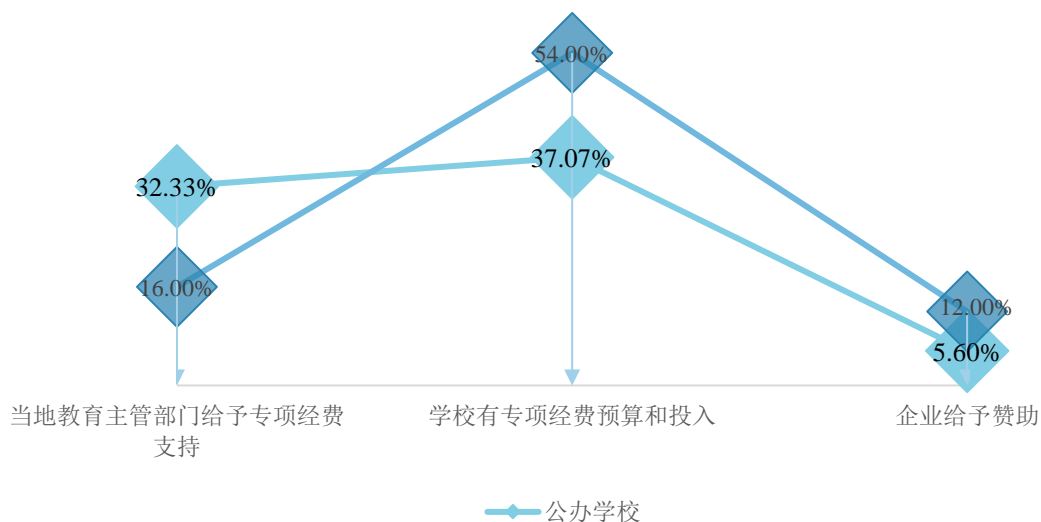 54.00%
37.07%
32.33%
16.00%
12.00%
5.60%
当地教育主管部门给予专项经费
支持
学校有专项经费预算和投入
企业给予赞助
公办学校